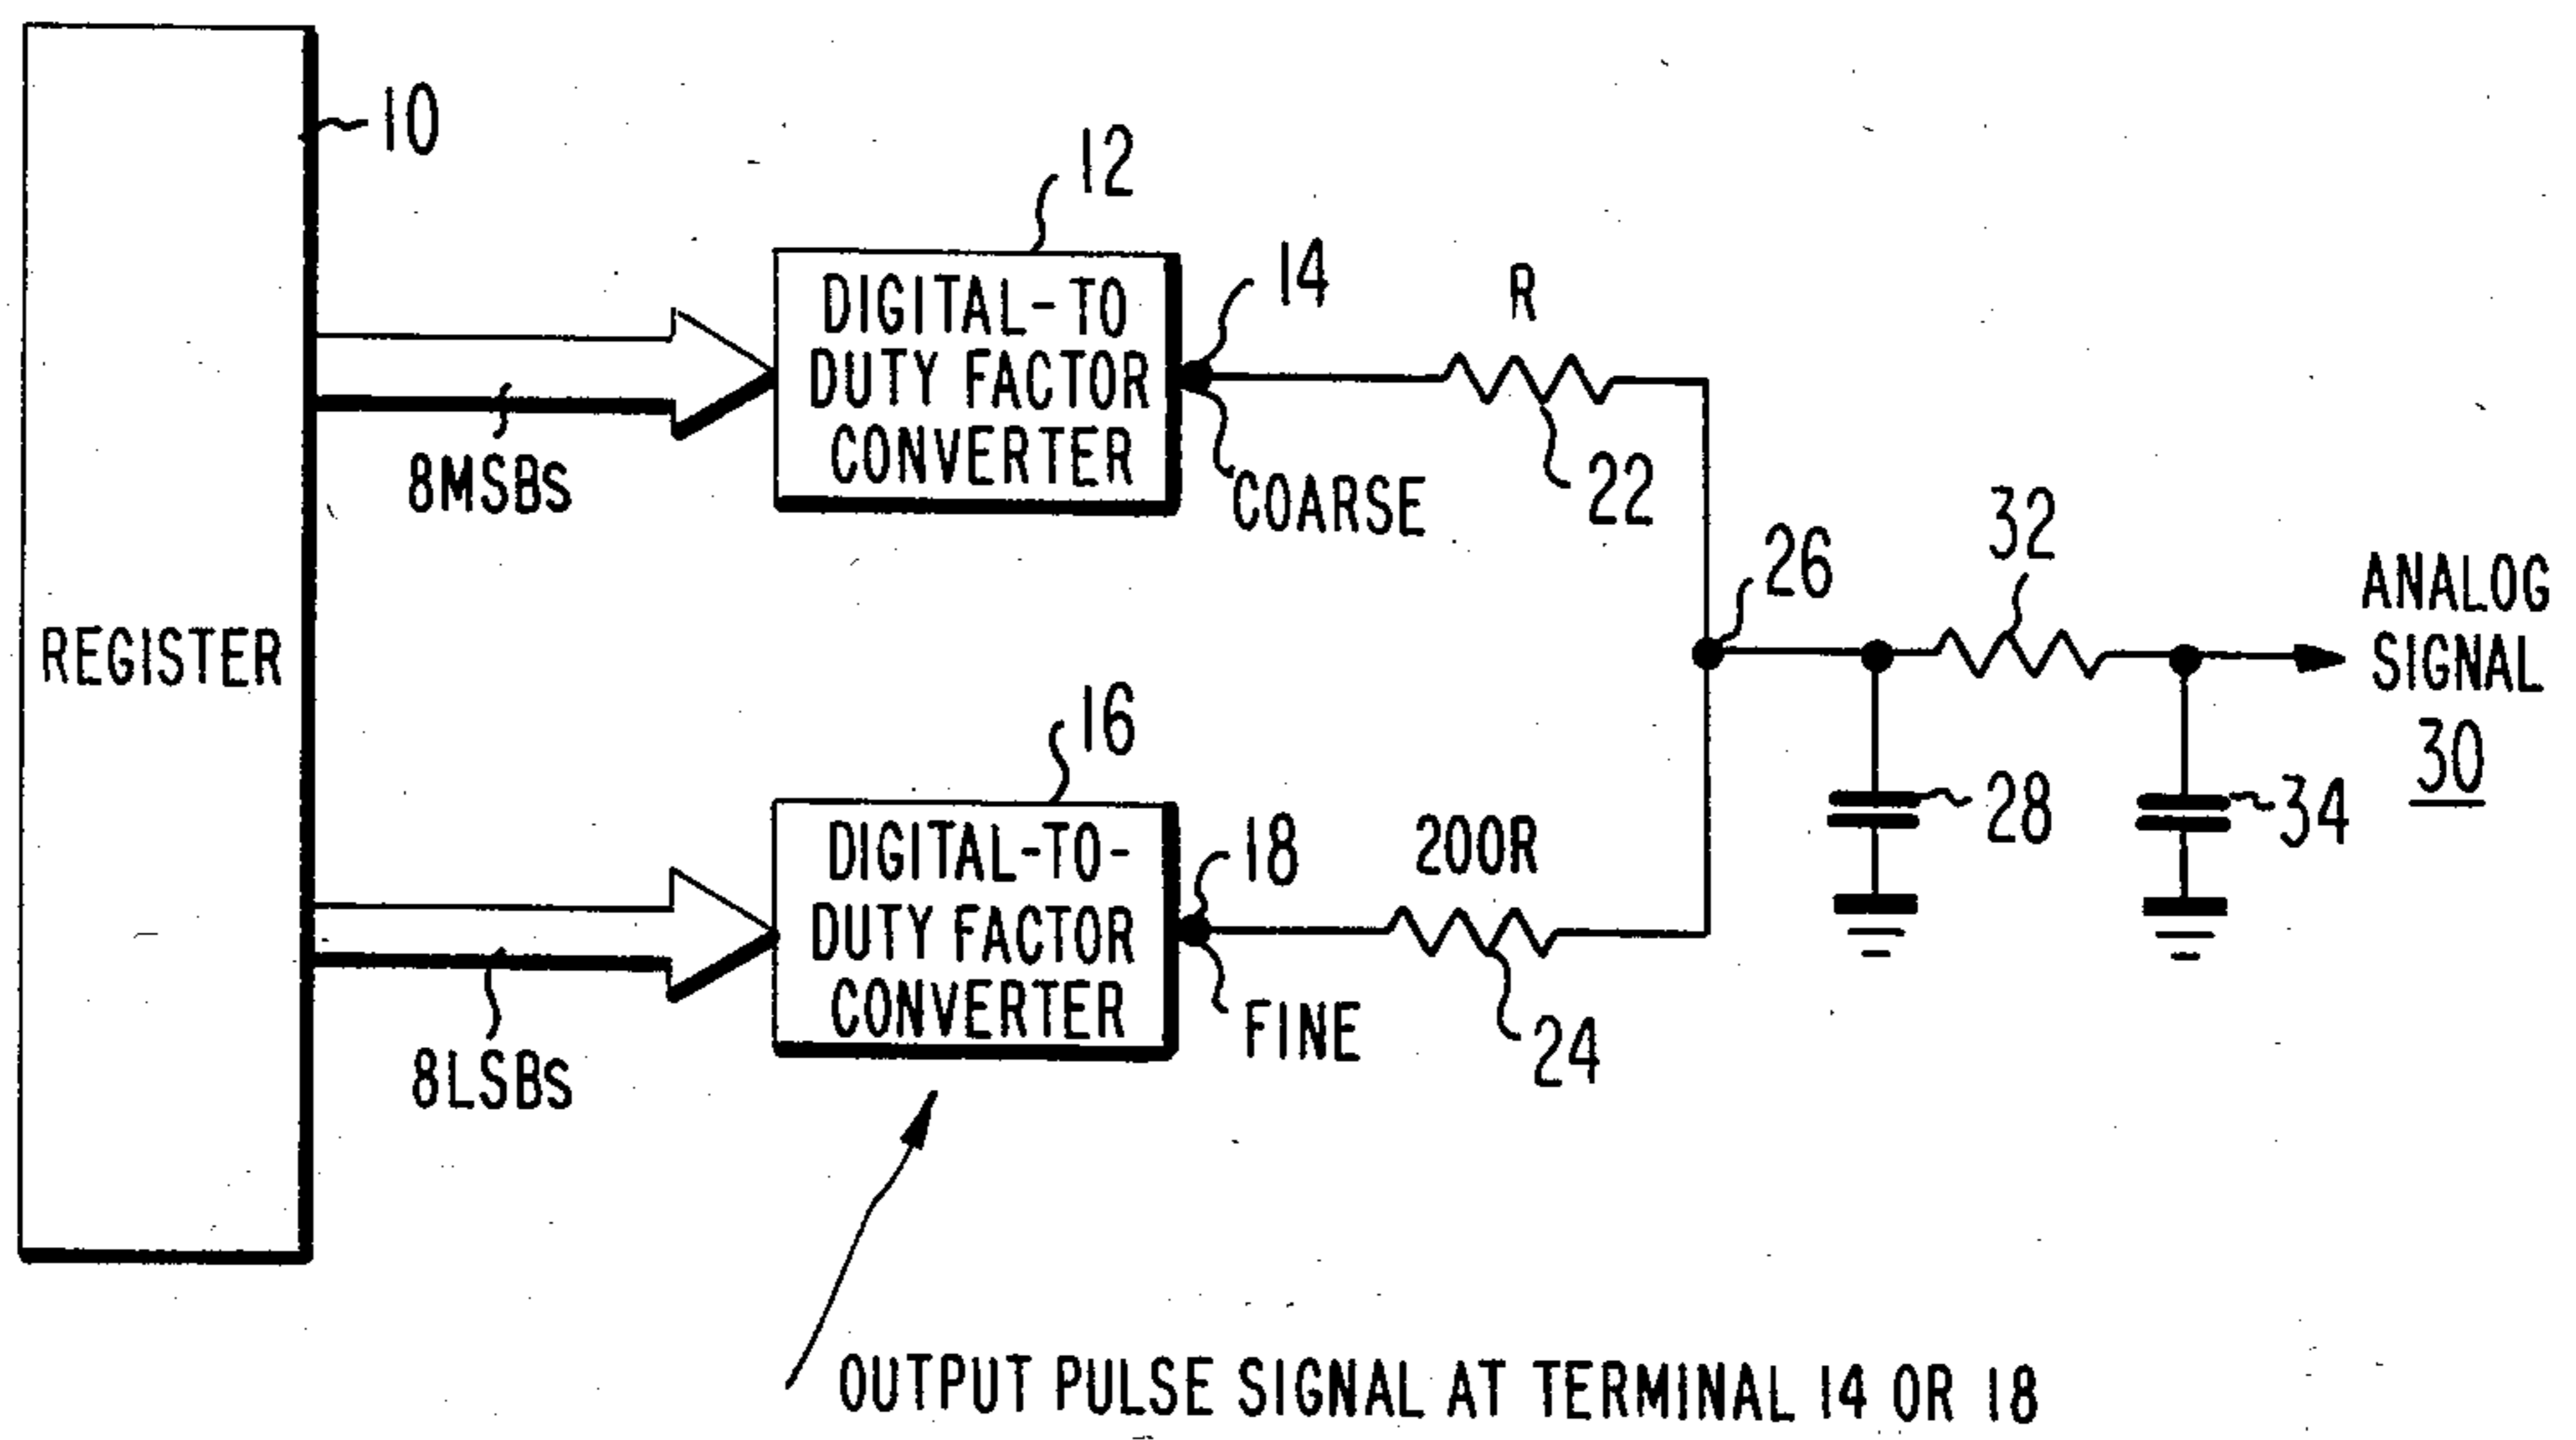 10
REGISTER
8MSBs
8LSBs
12
DIGITAL-TO
DUTY FACTOR
CONVERTER
14
COARSE
R
22
16
DIGITAL-TO-
DUTY FACTOR
CONVERTER
18
FINE
200R
24
26
32
28
34
ANALOG
SIGNAL
30
OUTPUT PULSE SIGNAL AT TERMINAL 14 OR 18